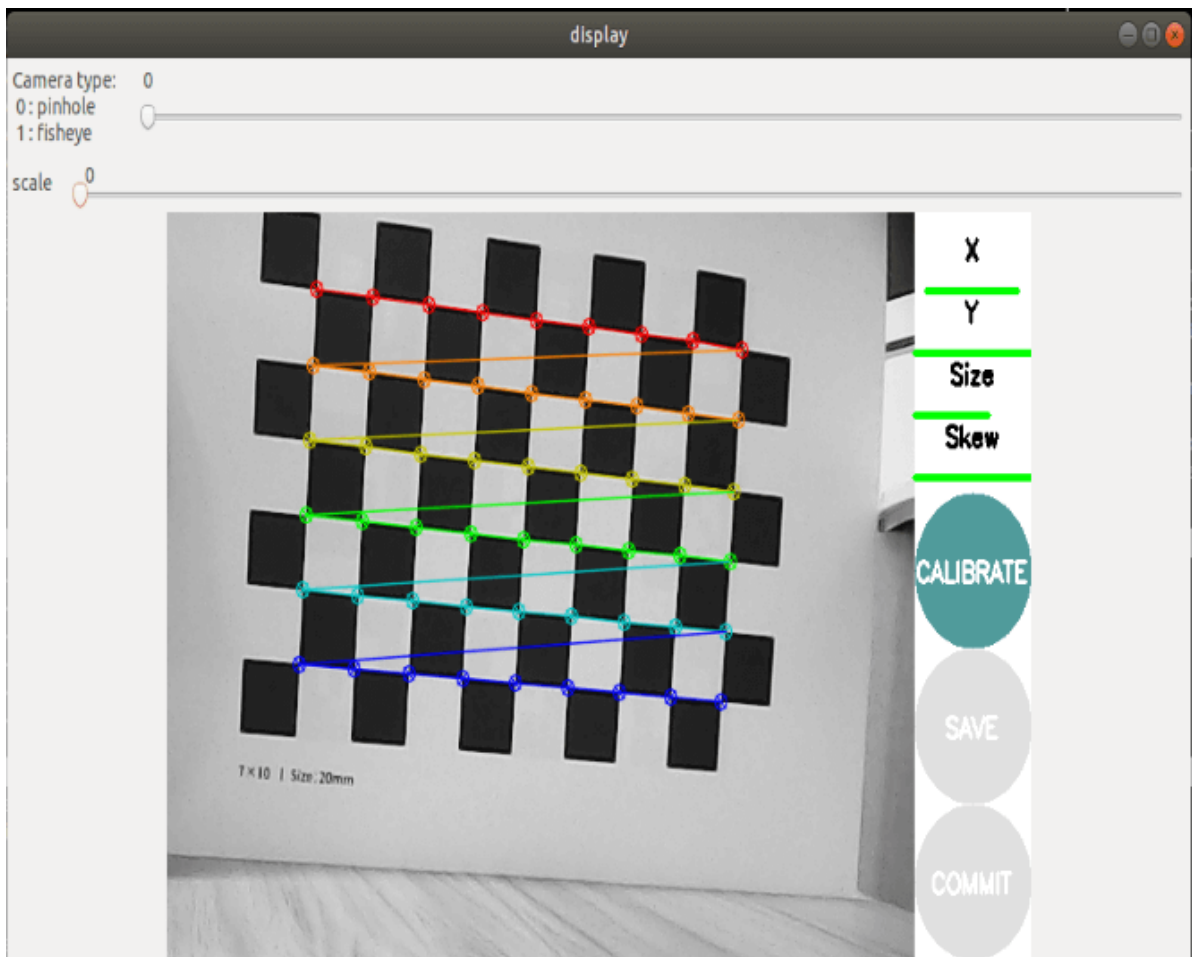 display
Camera type: 0
0 : pinhole
1 : fisheye
scale 0
X
Y
Size
Skew
CALIBRATE
SAVE
COMMIT
7×10 | Size: 20mm